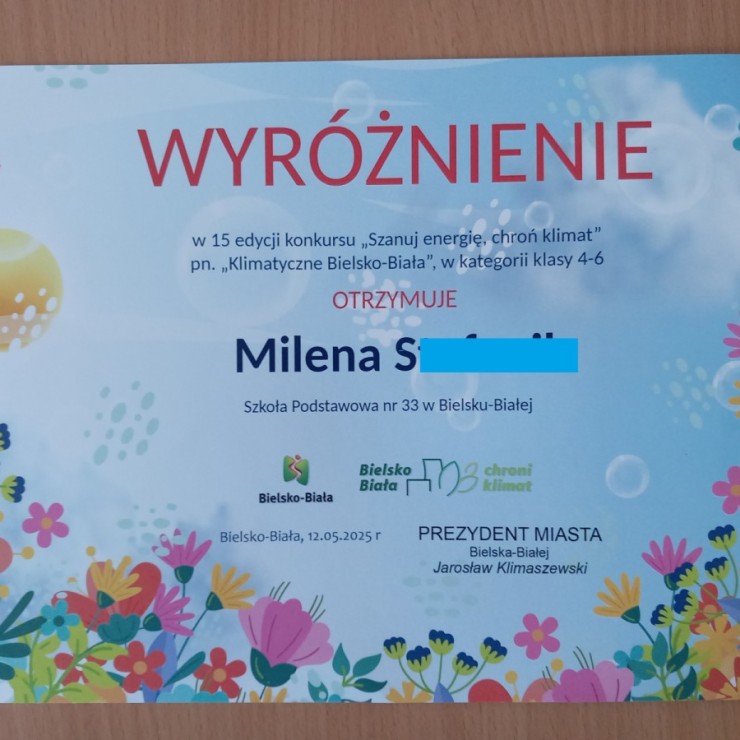 WYRÓŻNIENIE
w 15 edycji konkursu „Szanuj energię, chroń klimat”
pn. „Klimatyczne Bielsko-Biała”, w kategorii klasy 4-6
OTRZYMUJE
Milena
Szkoła Podstawowa nr 33 w Bielsku-Białej
Bielsko-Biała
Bielsko chroni
Biała klimat
Bielsko-Biała, 12.05.2025 r
PREZYDENT MIASTA
Bielska-Białej
Jarosław Klimaszewski